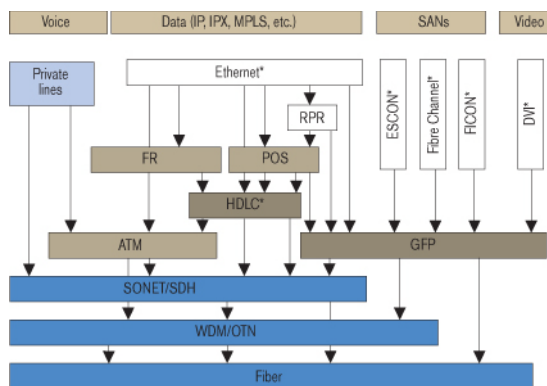 Voice
Data (IP, IPX, MPLS, etc.)
SANs
Video
Private
lines
Ethernet*
RPR
ESCON*
Fibre Channel*
FICON*
DVI*
FR
POS
HDLC*
ATM
GFP
SONET/SDH
WDM/OTN
Fiber